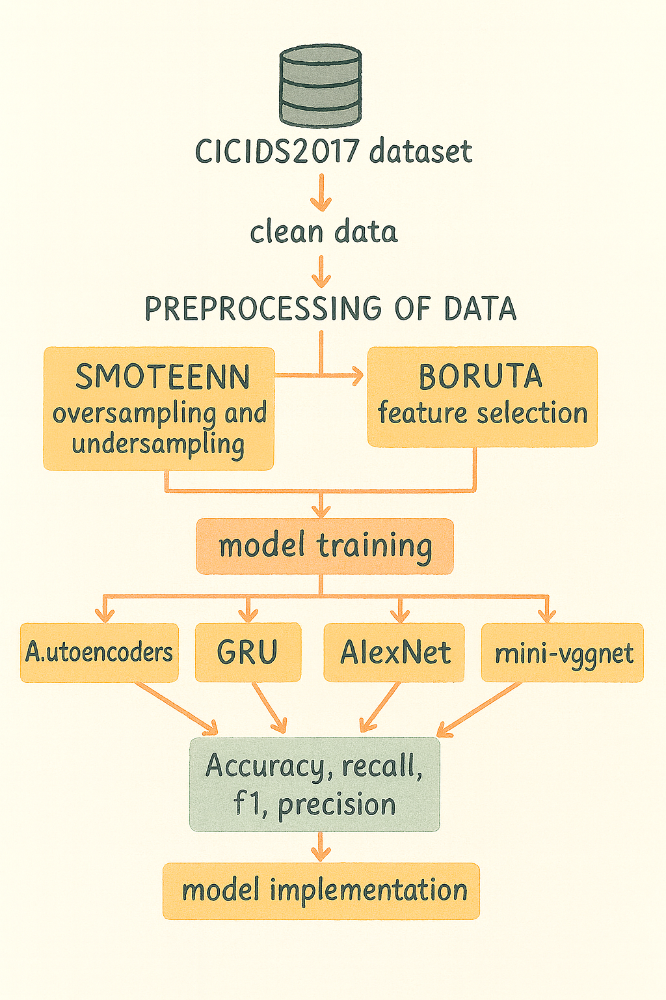 CICIDS2017 dataset
clean data
PREPROCESSING OF DATA
SMOTEENN
oversampling and
undersampling
BORUTA
feature selection
model training
A.utoencoders
GRU
AlexNet
mini-vggnet
Accuracy, recall,
f1, precision
model implementation